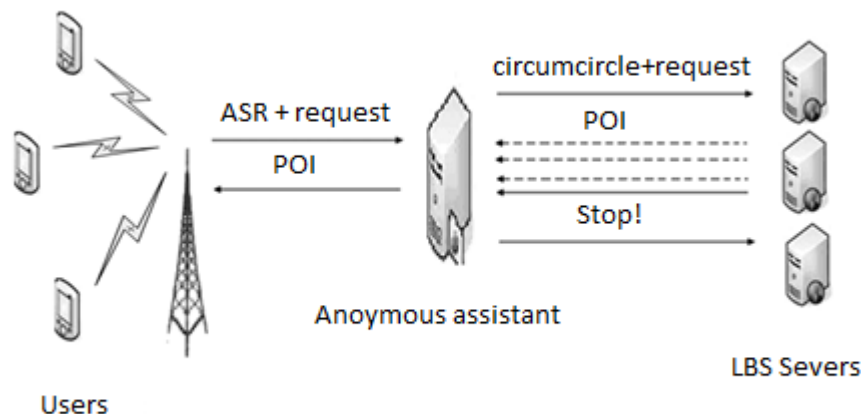 circumcircle+request
ASR + request
POI
POI
Stop!
Anoymous assistant
LBS Severs
Users